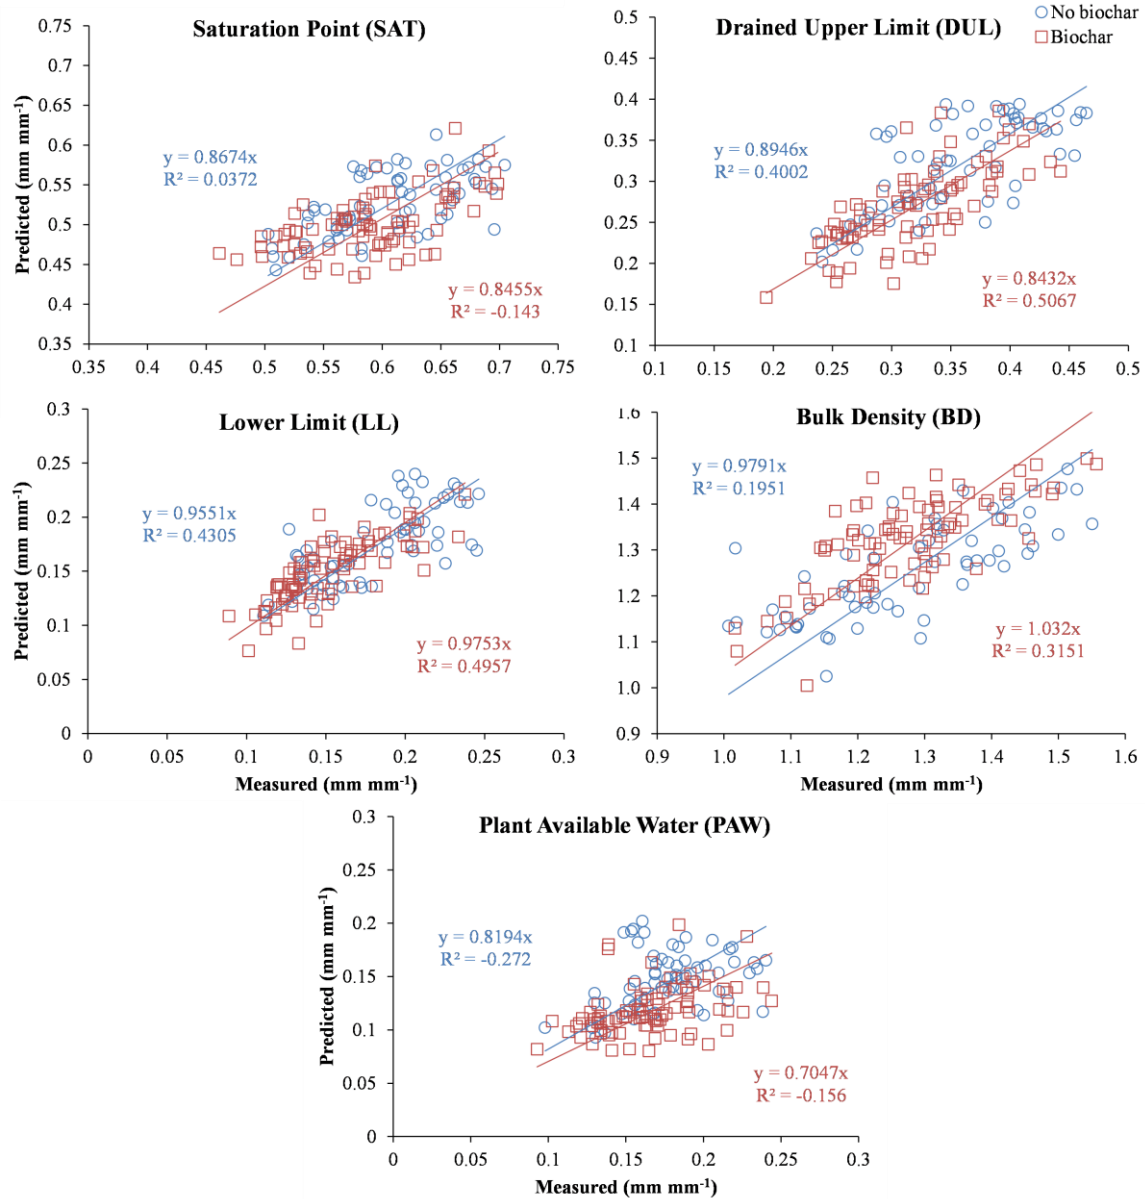 Saturation Point (SAT)
Predicted (mm mm⁻¹)
0.75
0.7
0.65
0.6
0.55
0.5
0.45
0.4
0.35
y = 0.8674x
R² = 0.0372
y = 0.8455x
R² = -0.143
0.35 0.4 0.45 0.5 0.55 0.6 0.65 0.7 0.75
Drained Upper Limit (DUL)
No biochar
Biochar
0.5
0.45
0.4
0.35
0.3
0.25
0.2
0.15
0.1
y = 0.8946x
R² = 0.4002
y = 0.8432x
R² = 0.5067
0.1 0.15 0.2 0.25 0.3 0.35 0.4 0.45 0.5
Lower Limit (LL)
Predicted (mm mm⁻¹)
0.3
0.25
0.2
0.15
0.1
0.05
0
y = 0.9551x
R² = 0.4305
y = 0.9753x
R² = 0.4957
0 0.05 0.1 0.15 0.2 0.25 0.3
Measured (mm mm⁻¹)
Bulk Density (BD)
1.6
1.5
1.4
1.3
1.2
1.1
1.0
0.9
y = 0.9791x
R² = 0.1951
y = 1.032x
R² = 0.3151
0.9 1.0 1.1 1.2 1.3 1.4 1.5 1.6
Measured (mm mm⁻¹)
Plant Available Water (PAW)
Predicted (mm mm⁻¹)
0.3
0.25
0.2
0.15
0.1
0.05
0
y = 0.8194x
R² = -0.272
y = 0.7047x
R² = -0.156
0 0.05 0.1 0.15 0.2 0.25 0.3
Measured (mm mm⁻¹)